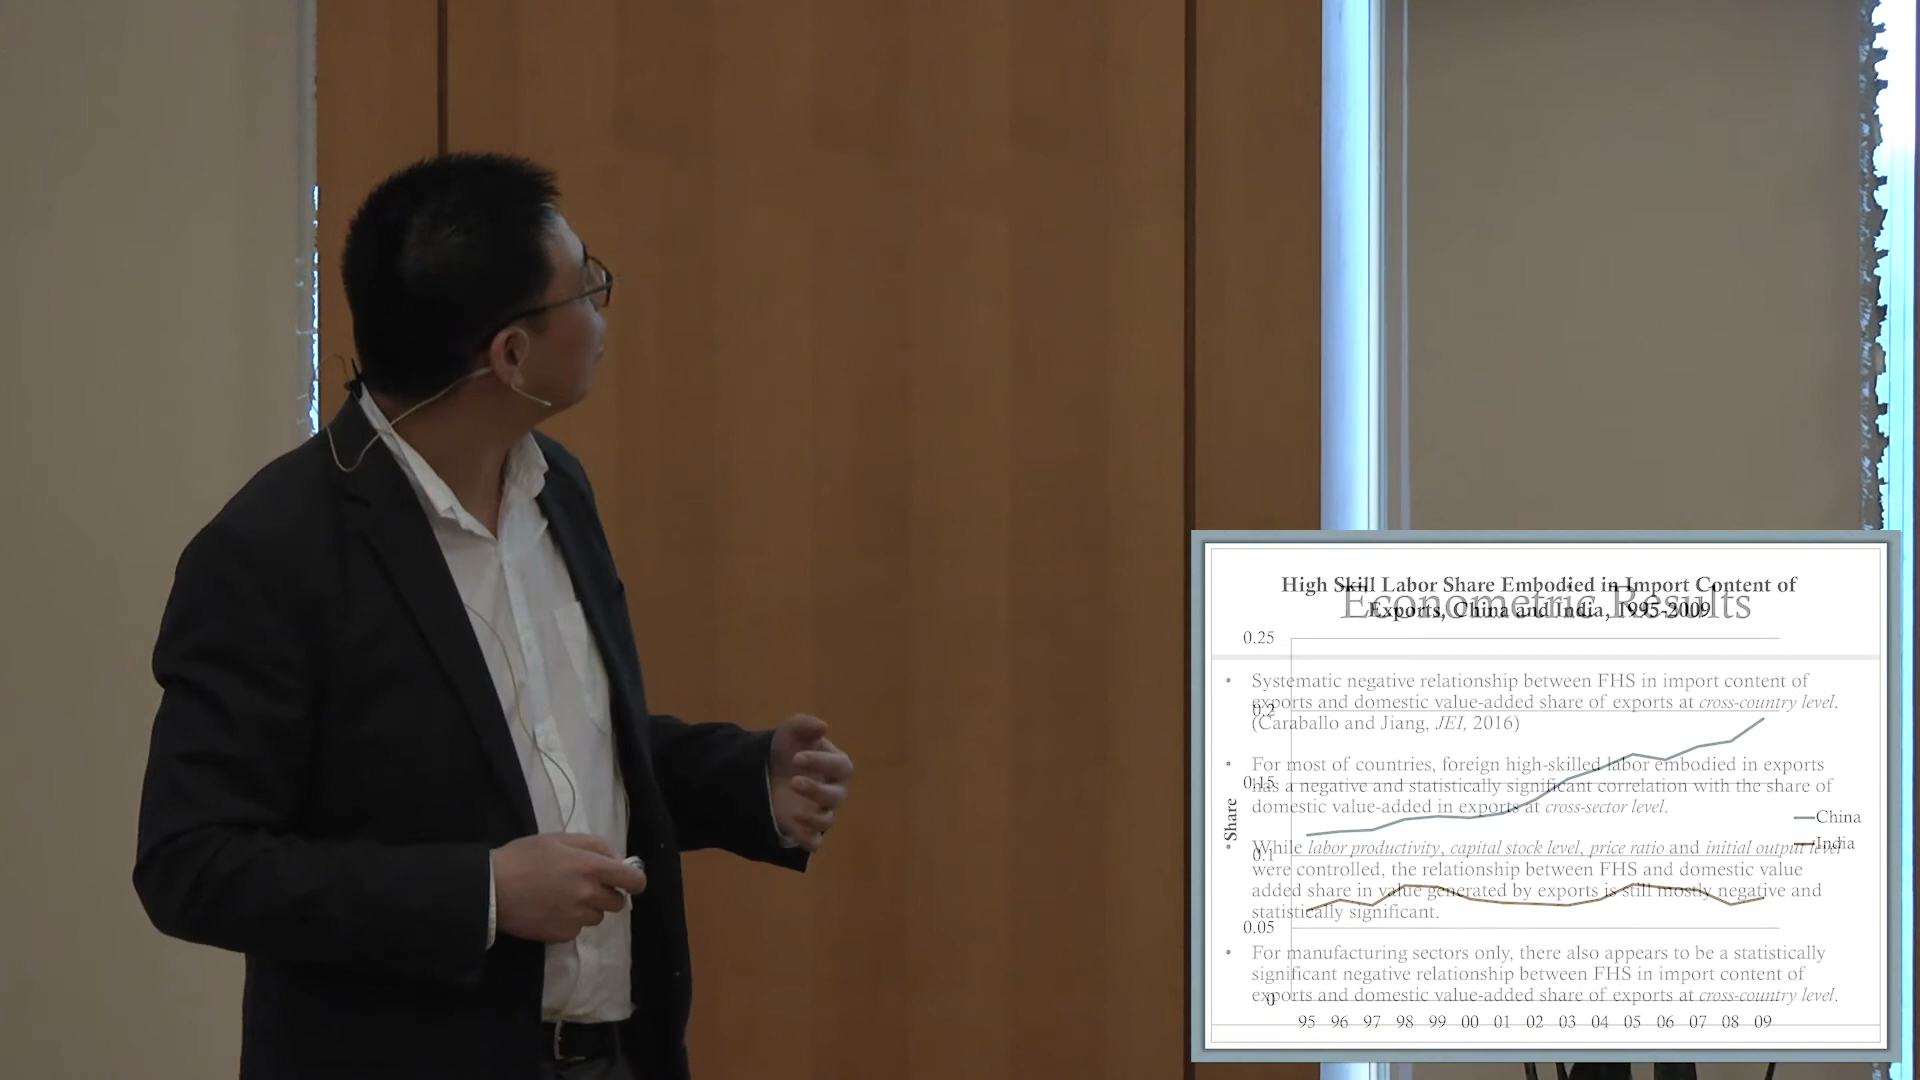 High Skill Labor Share Embodied in Import Content of
Exports, China and India, 1995-2009
Econometric Results
0.25
0.2
0.15
0.1
0.05
0
Share
95 96 97 98 99 00 01 02 03 04 05 06 07 08 09
China
India
• Systematic negative relationship between FHS in import content of
exports and domestic value-added share of exports at cross-country level.
(Caraballo and Jiang, JEI, 2016)
• For most of countries, foreign high-skilled labor embodied in exports
has a negative and statistically significant correlation with the share of
domestic value-added in exports at cross-sector level.
• While labor productivity, capital stock level, price ratio and initial output level
were controlled, the relationship between FHS and domestic value
added share in value generated by exports is still mostly negative and
statistically significant.
• For manufacturing sectors only, there also appears to be a statistically
significant negative relationship between FHS in import content of
exports and domestic value-added share of exports at cross-country level.